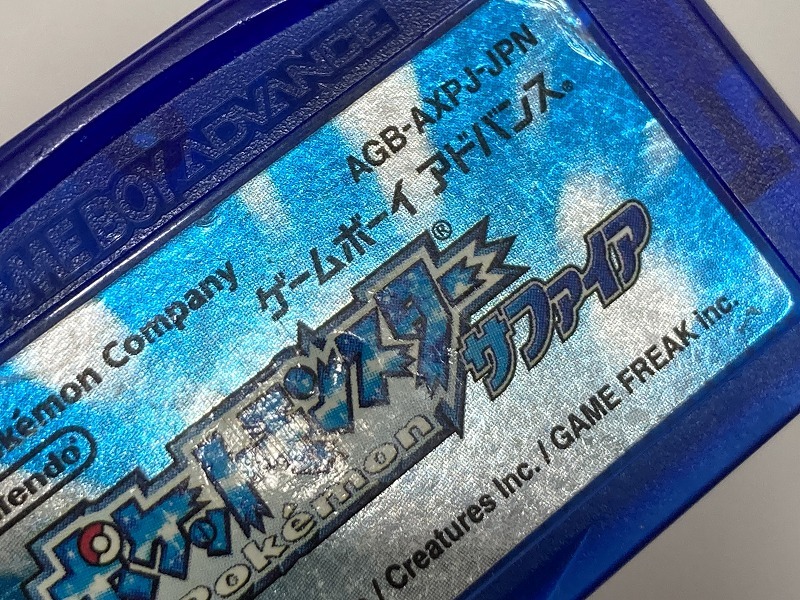 GAME BOY ADVANCE
AGB-AXPJ-JPN
ゲームボーイ アドバンス®
Pokémon Company
Nintendo®
ポケットモンスター®
サファイア
Pokémon
/ Creatures Inc. / GAME FREAK inc.